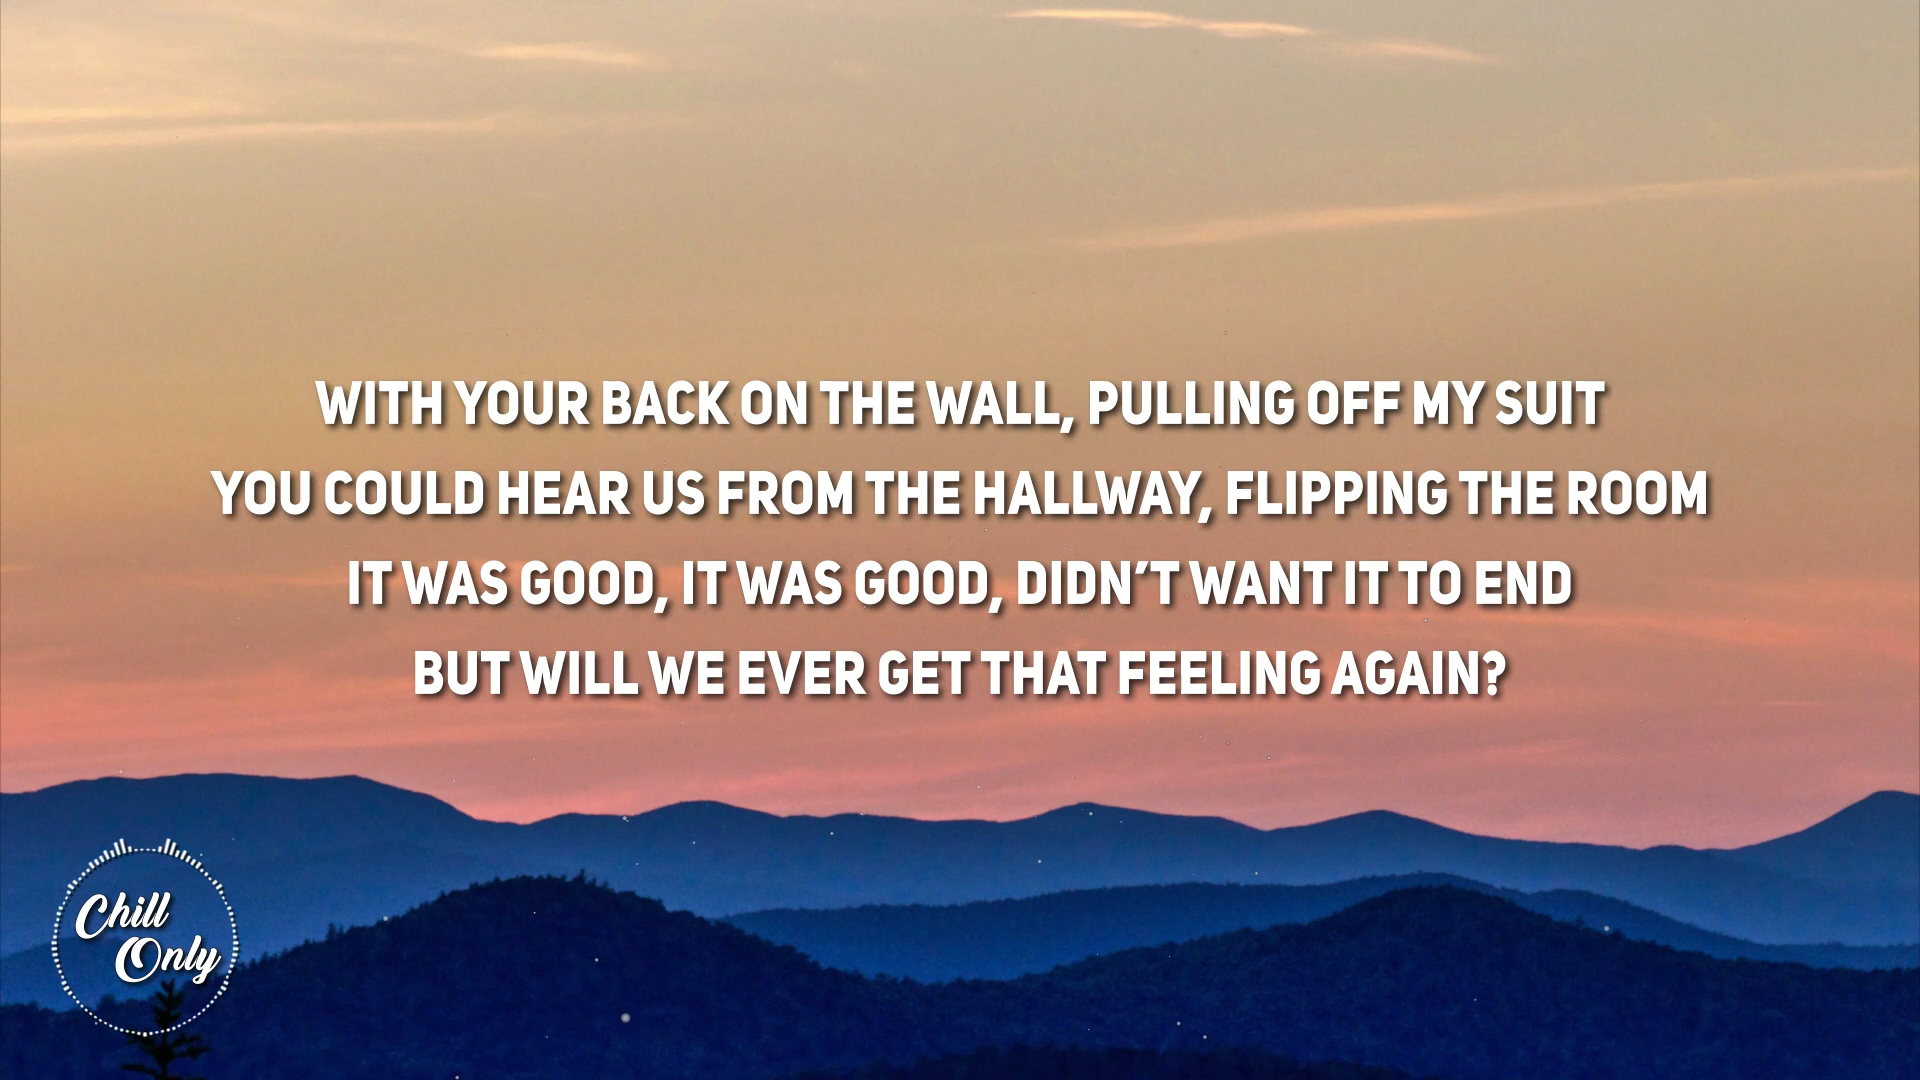 WITH YOUR BACK ON THE WALL, PULLING OFF MY SUIT
YOU COULD HEAR US FROM THE HALLWAY, FLIPPING THE ROOM
IT WAS GOOD, IT WAS GOOD, DIDN’T WANT IT TO END
BUT WILL WE EVER GET THAT FEELING AGAIN?
Chill
Only